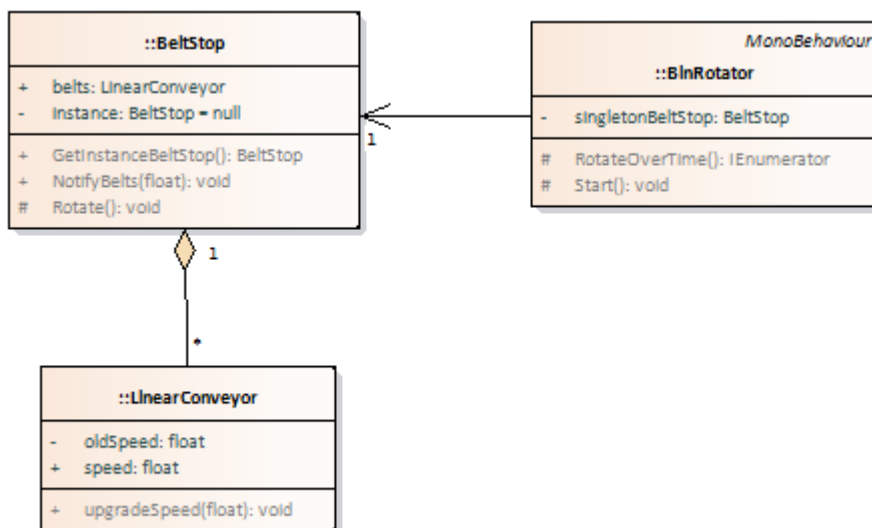 ::BeltStop
+ belts: LinearConveyor
- instance: BeltStop = null
+ GetInstanceBeltStop(): BeltStop
+ NotifyBelts(float): void
# Rotate(): void
1
MonoBehaviour
::BinRotator
- singletonBeltStop: BeltStop
# RotateOverTime(): IEnumerator
# Start(): void
1
*
::LinearConveyor
- oldSpeed: float
+ speed: float
+ upgradeSpeed(float): void